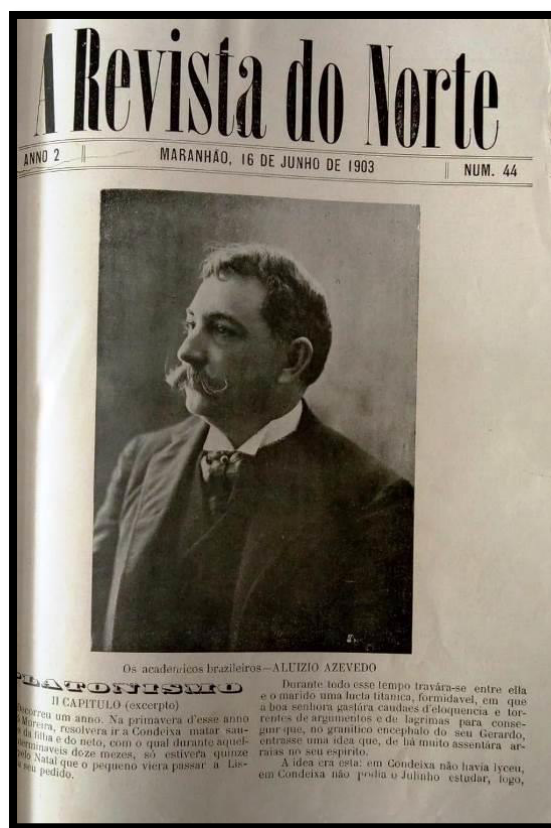 A Revista do Norte
ANNO 2
MARANHÃO, 16 DE JUNHO DE 1903
NUM. 44
Os academicos brazileiros—ALUIZIO AZEVEDO
PLATONISMO
II CAPITULO (excerpto)
correu um anno. Na primavera d'esse anno
Moreira, resolvera ir a Condeixa matar sau-
da filha e do neto, com o qual durante aquel-
terminaveis doze mezes, só estivera quinze
pelo Natal que o pequeno viera passar a Lis-
seu pedido.
Durante todo esse tempo travára-se entre ella
e o marido uma lucta titanica, formidavel, em que
a boa senhora gastára caudaes d'eloquencia e tor-
rentes de argumentos e de lagrimas para conse-
guir que, no granitico encephalo do seu Gerardo,
entrasse uma idea que, de há muito assentára ar-
raiaes no seu espirito.
A idea era esta: em Condeixa não havia lyceu,
em Condeixa não podia o Julinho estudar, logo,